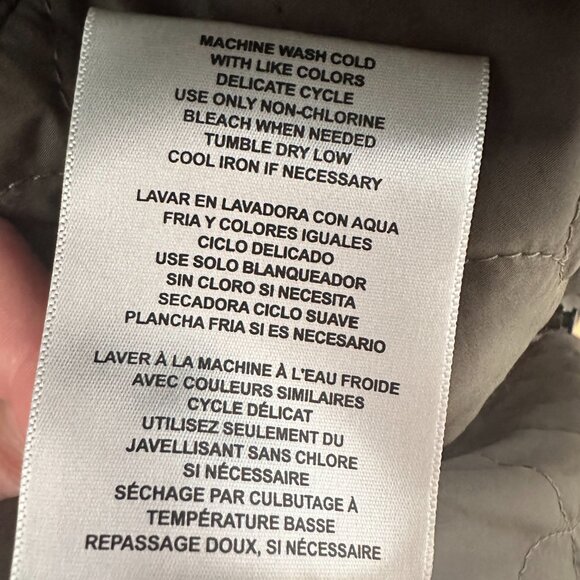 MACHINE WASH COLD
WITH LIKE COLORS
DELICATE CYCLE
USE ONLY NON-CHLORINE
BLEACH WHEN NEEDED
TUMBLE DRY LOW
COOL IRON IF NECESSARY
LAVAR EN LAVADORA CON AQUA
FRIA Y COLORES IGUALES
CICLO DELICADO
USE SOLO BLANQUEADOR
SIN CLORO SI NECESITA
SECADORA CICLO SUAVE
PLANCHA FRIA SI ES NECESARIO
LAVER À LA MACHINE À L'EAU FROIDE
AVEC COULEURS SIMILAIRES
CYCLE DÉLICAT
UTILISEZ SEULEMENT DU
JAVELLISANT SANS CHLORE
SI NÉCESSAIRE
SÉCHAGE PAR CULBUTAGE À
TEMPÉRATURE BASSE
REPASSAGE DOUX, SI NÉCESSAIRE